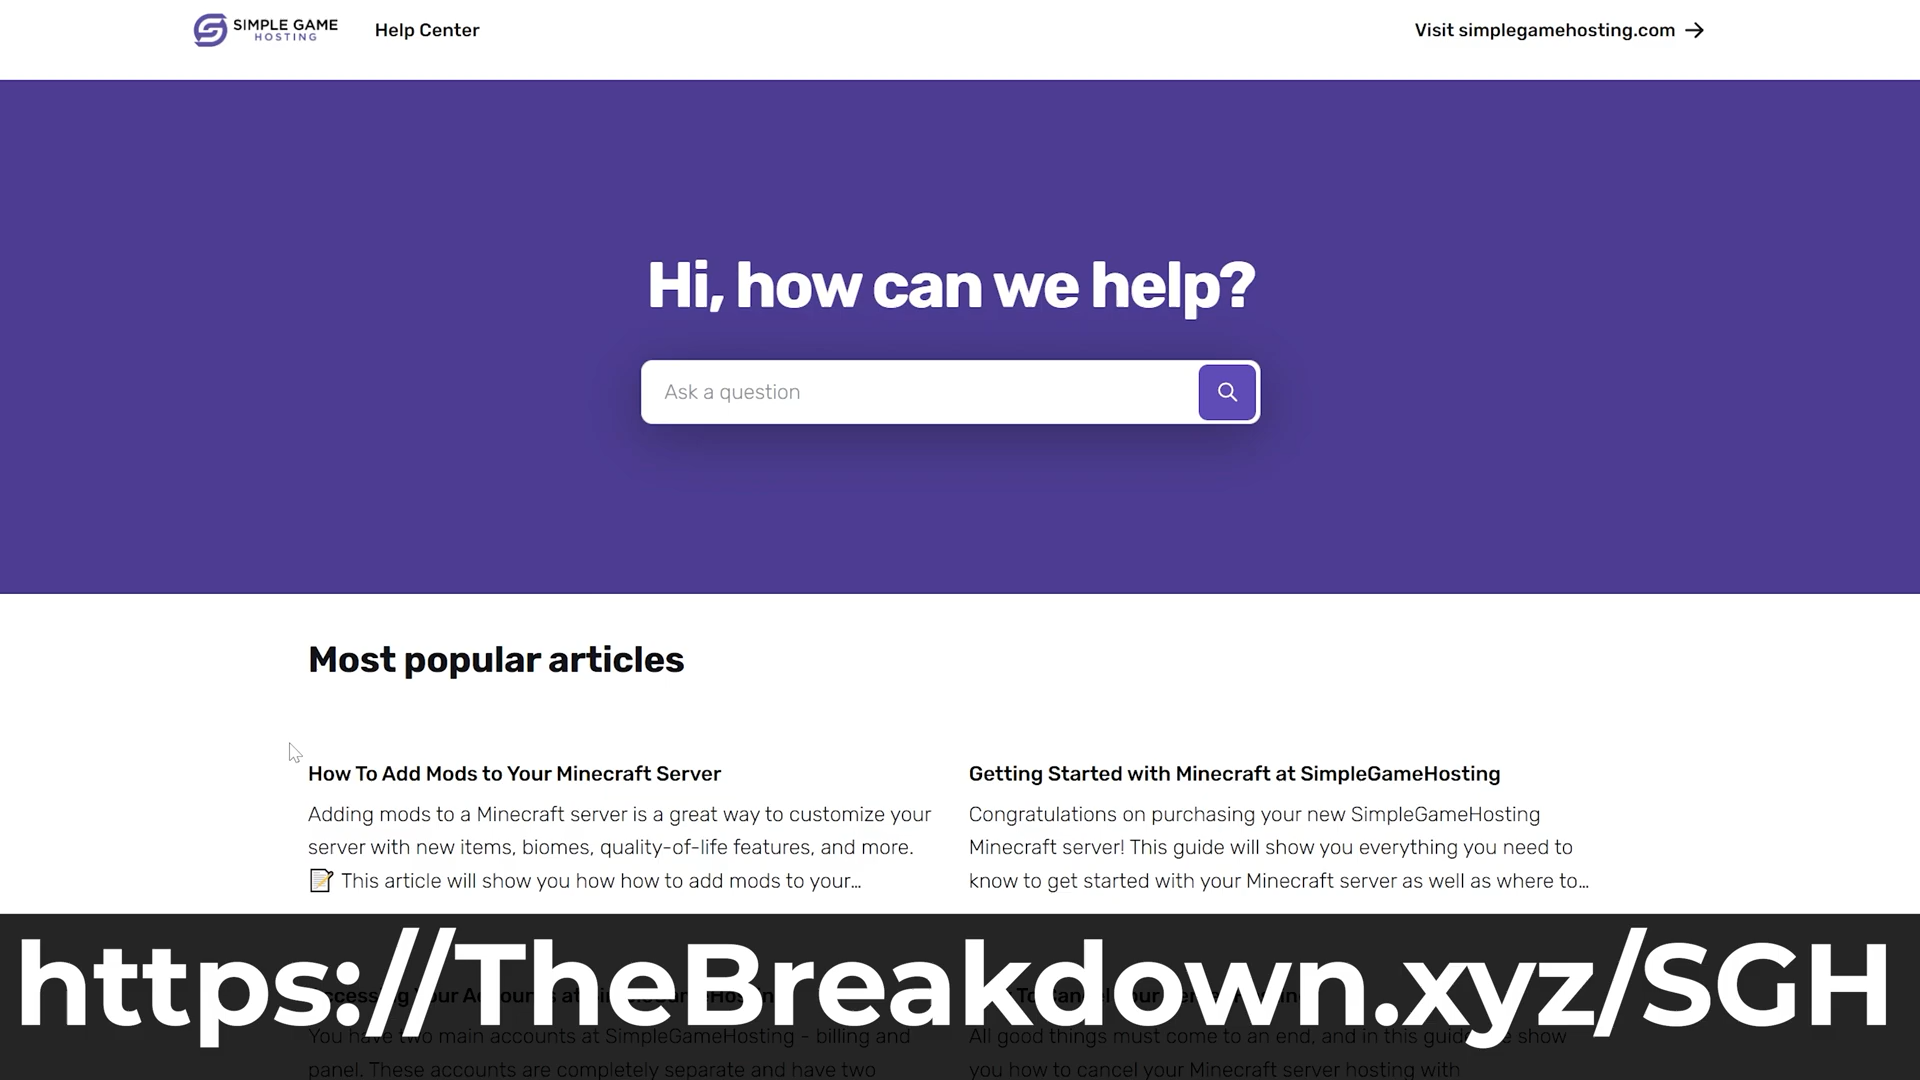 SIMPLE GAME
HOSTING
Help Center
Visit simplegamehosting.com
Hi, how can we help?
Ask a question
Most popular articles
How To Add Mods to Your Minecraft Server
Adding mods to a Minecraft server is a great way to customize your
server with new items, biomes, quality-of-life features, and more.
📝 This article will show you how how to add mods to your...
Getting Started with Minecraft at SimpleGameHosting
Congratulations on purchasing your new SimpleGameHosting
Minecraft server! This guide will show you everything you need to
know to get started with your Minecraft server as well as where to...
https://TheBreakdown.xyz/SGH
You have two main accounts at SimpleGameHosting - billing and
panel. These accounts are completely separate and have two
All good things must come to an end, and in this guide show
you how to cancel your Minecraft server hosting with